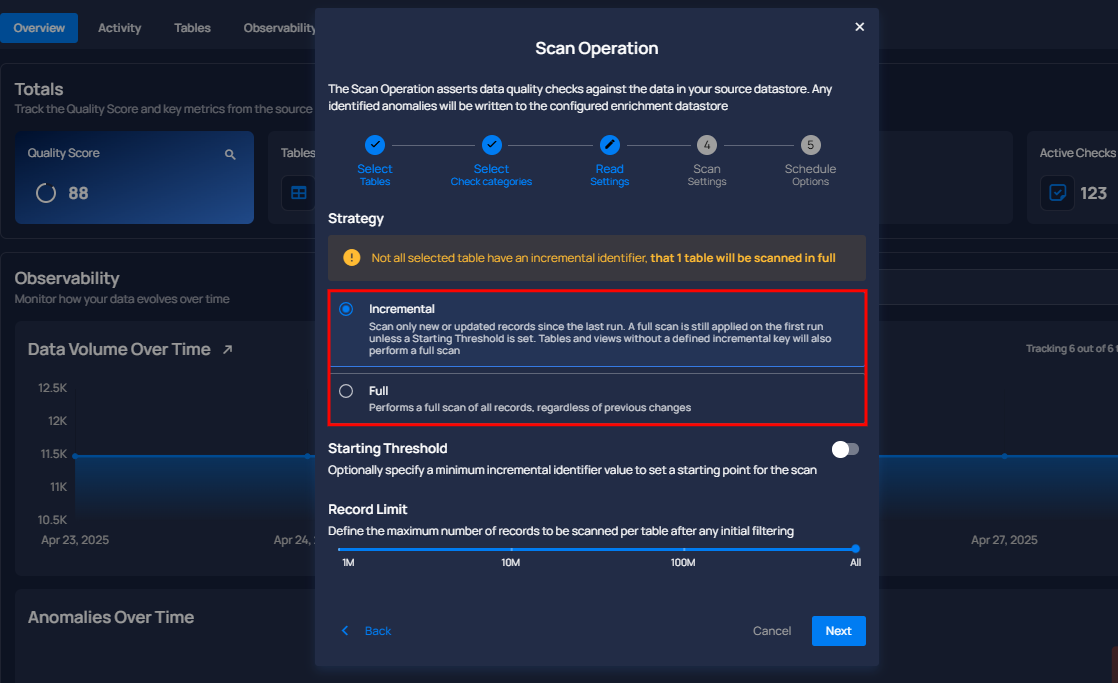 Overview
Activity
Tables
Observability
Totals
Track the Quality Score and key metrics from the source
Quality Score
88
Tables
Active Checks
123
Observability
Monitor how your data evolves over time
Data Volume Over Time
Tracking 6 out of 6
12.5K
12K
11.5K
11K
10.5K
Apr 23, 2025
Apr 24,
Apr 27, 2025
Anomalies Over Time
Scan Operation
The Scan Operation asserts data quality checks against the data in your source datastore. Any
identified anomalies will be written to the configured enrichment datastore
Select
Tables
Select
Check categories
Read
Settings
4
Scan
Settings
5
Schedule
Options
Strategy
Not all selected table have an incremental identifier, that 1 table will be scanned in full
Incremental
Scan only new or updated records since the last run. A full scan is still applied on the first run
unless a Starting Threshold is set. Tables and views without a defined incremental key will also
perform a full scan
Full
Performs a full scan of all records, regardless of previous changes
Starting Threshold
Optionally specify a minimum incremental identifier value to set a starting point for the scan
Record Limit
Define the maximum number of records to be scanned per table after any initial filtering
1M
10M
100M
All
Back
Cancel
Next